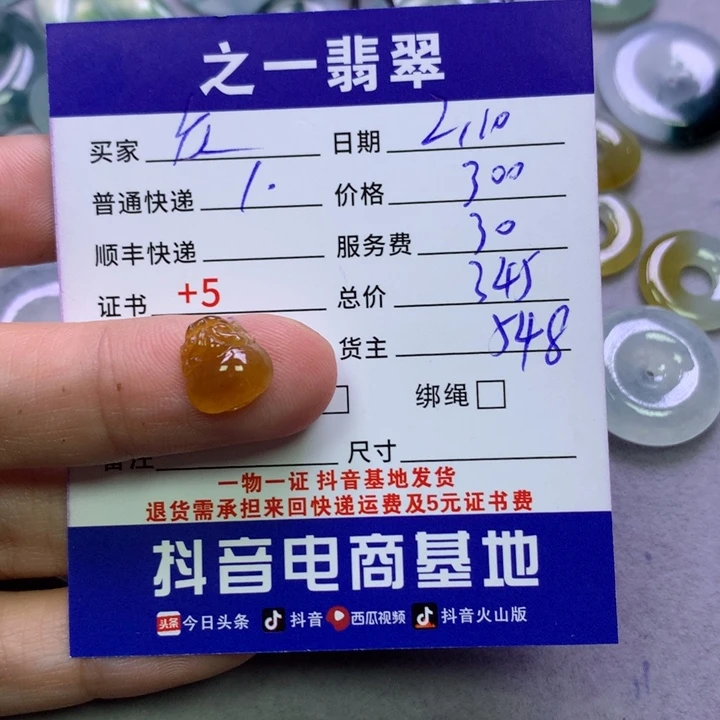 之一翡翠
买家 日期 2,10
普通快递 1. 价格 300
顺丰快递 服务费 30
证书 +5 总价 345
货主 548
绑绳
备注 尺寸
一物一证 抖音基地发货
退货需承担来回快递运费及5元证书费
抖音电商基地
头条 今日头条 抖音 西瓜视频 抖音火山版